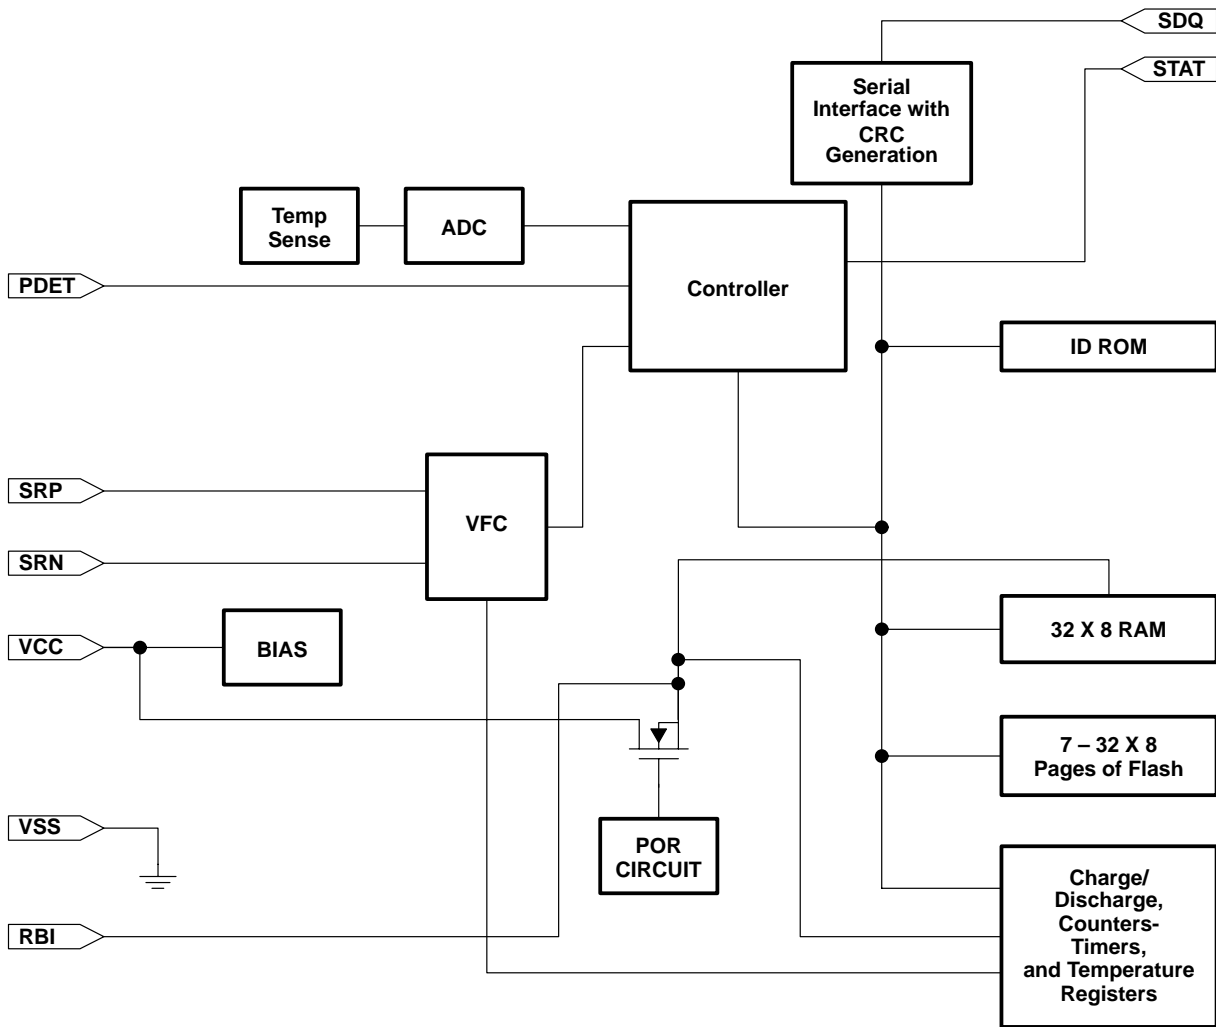 SDQ
STAT
Serial
Interface with
CRC
Generation
Temp
Sense
ADC
PDET
Controller
ID ROM
SRP
VFC
SRN
32 X 8 RAM
VCC
BIAS
7 – 32 X 8
Pages of Flash
VSS
POR
CIRCUIT
Charge/
Discharge,
Counters-
Timers,
and Temperature
Registers
RBI